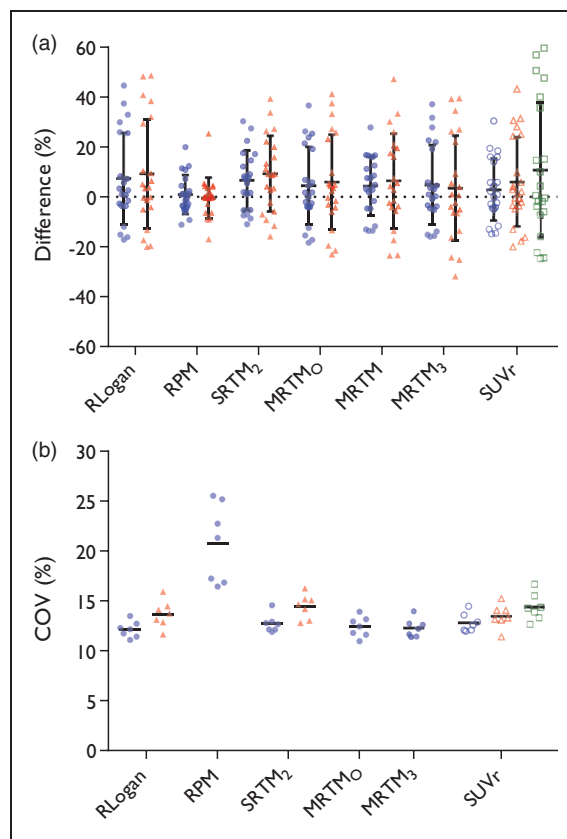 (a)
60
40
20
0
-20
-40
-60
Difference (%)
RLogan
RPM
SRTM2
MRTMO
MRTM
MRTM3
SUVr
(b)
30
25
20
15
10
5
0
COV (%)
RLogan
RPM
SRTM2
MRTMO
MRTM3
SUVr